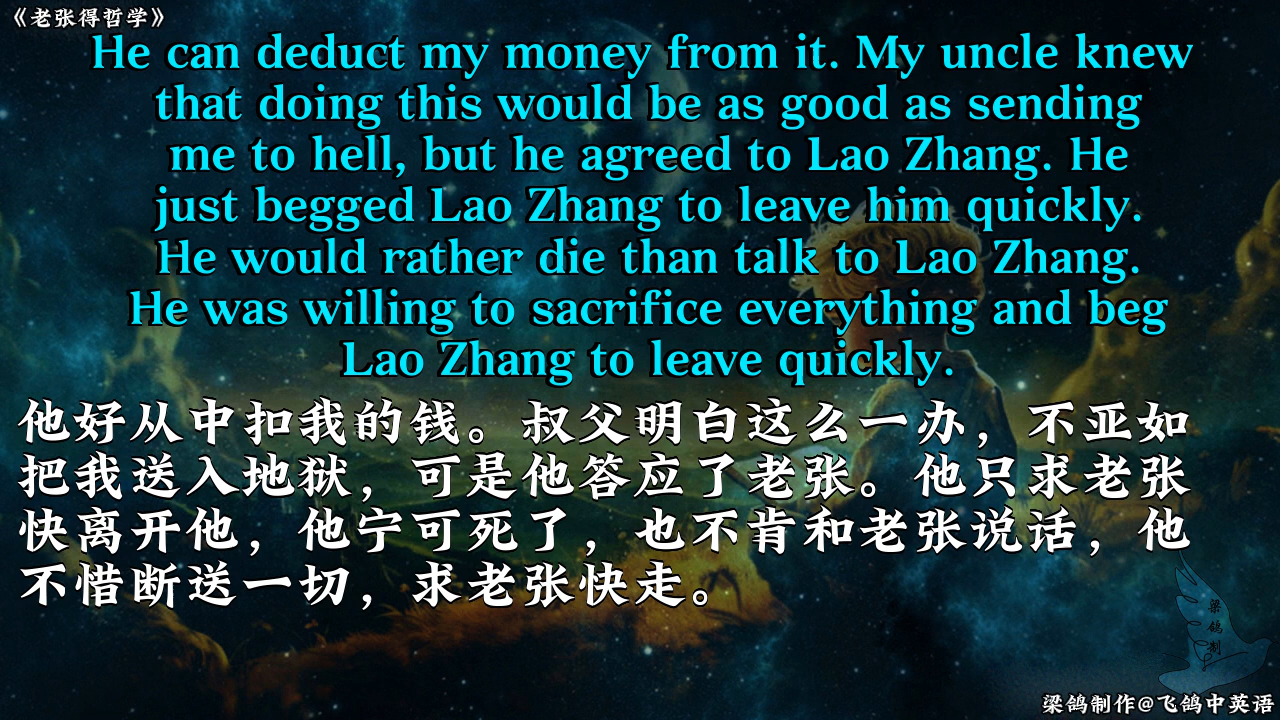 《老张得哲学》
He can deduct my money from it. My uncle knew
that doing this would be as good as sending
me to hell, but he agreed to Lao Zhang. He
just begged Lao Zhang to leave him quickly.
He would rather die than talk to Lao Zhang.
He was willing to sacrifice everything and beg
Lao Zhang to leave quickly.
他好从中扣我的钱。叔父明白这么一办，不亚如
把我送入地狱，可是他答应了老张。他只求老张
快离开他，他宁可死了，也不肯和老张说话，他
不惜断送一切，求老张快走。
梁鸽制
梁鸽制作@飞鸽中英语